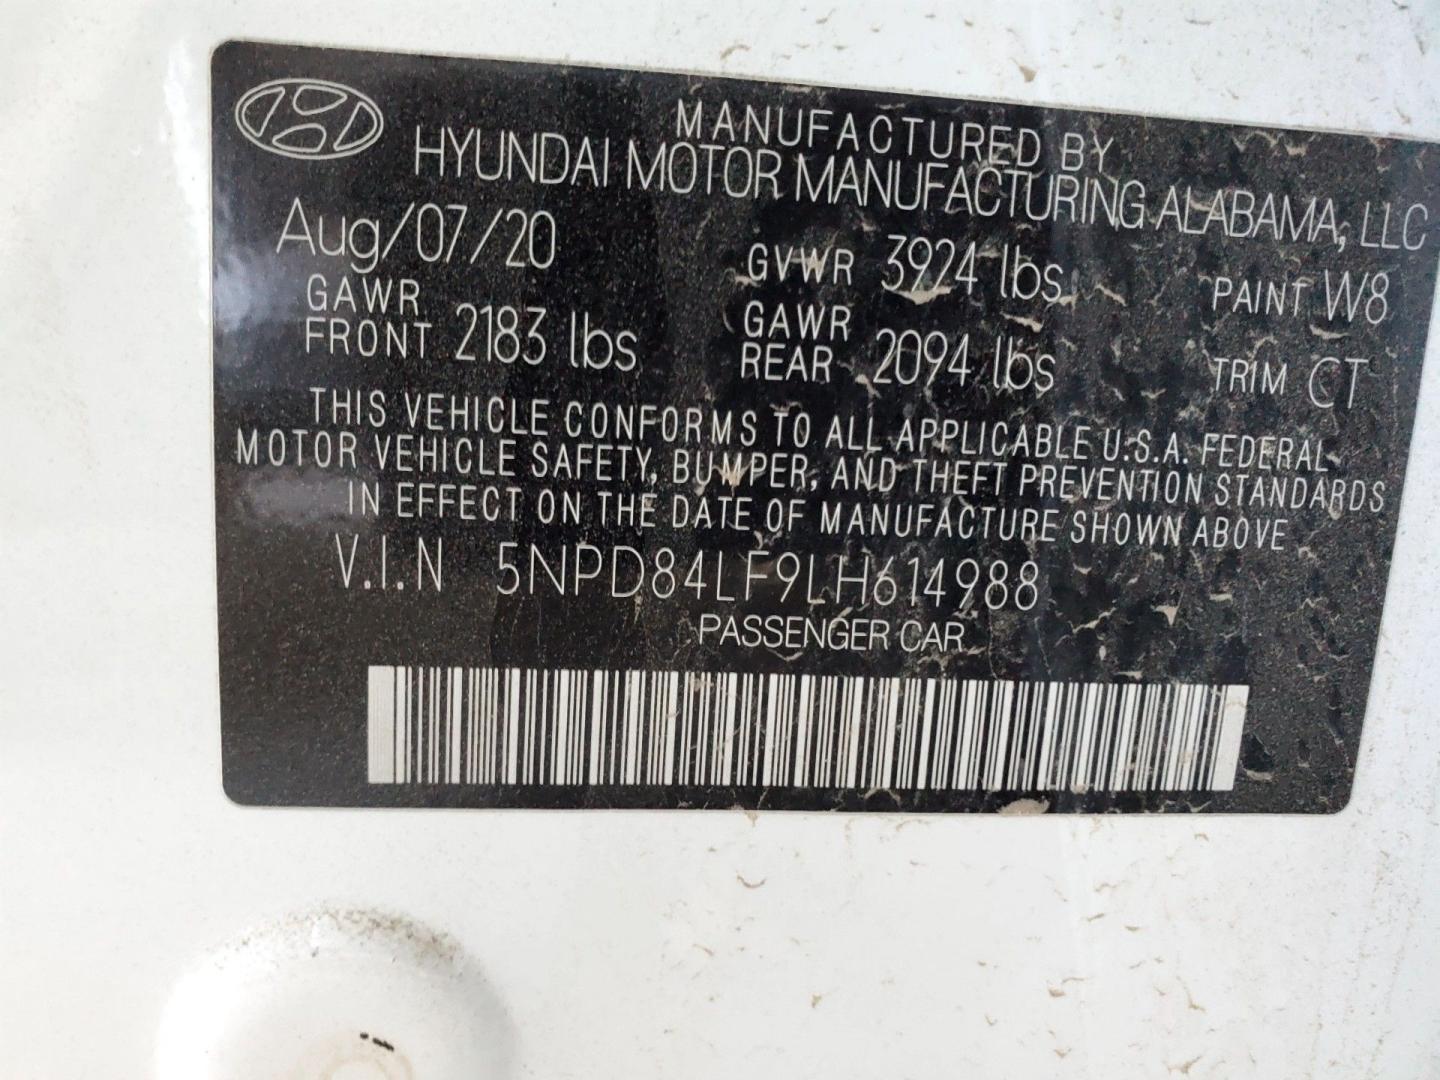 MANUFACTURED BY
HYUNDAI MOTOR MANUFACTURING ALABAMA, LLC
Aug/07/20 GVWR 3924 lbs PAINT W8
GAWR FRONT 2183 lbs GAWR REAR 2094 lbs TRIM CT
THIS VEHICLE CONFORMS TO ALL APPLICABLE U.S.A. FEDERAL
MOTOR VEHICLE SAFETY, BUMPER, AND THEFT PREVENTION STANDARDS
IN EFFECT ON THE DATE OF MANUFACTURE SHOWN ABOVE
V.I.N 5NPD84LF9LH614988
PASSENGER CAR